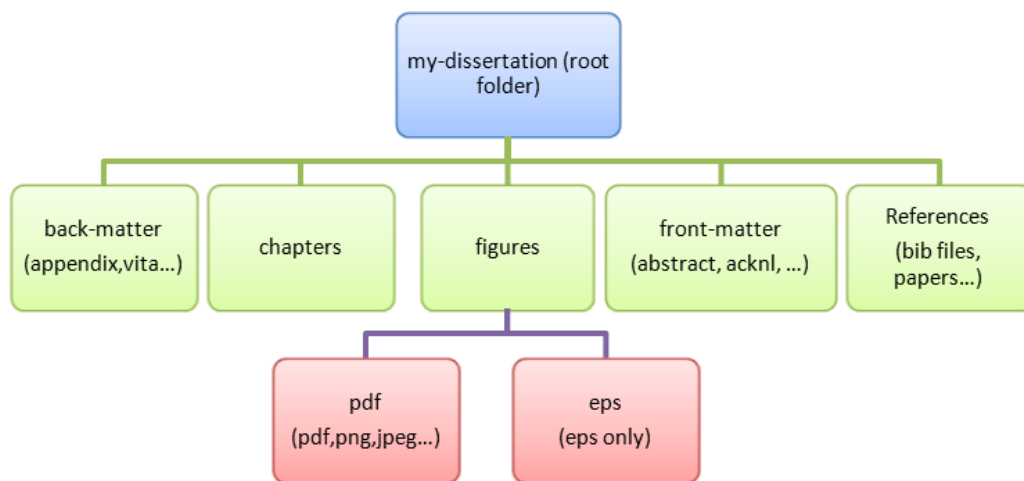 my-dissertation (root
folder)
back-matter
(appendix,vita...)
chapters
figures
front-matter
(abstract, acknl, ...)
References
(bib files,
papers...)
pdf
(pdf,png,jpeg...)
eps
(eps only)